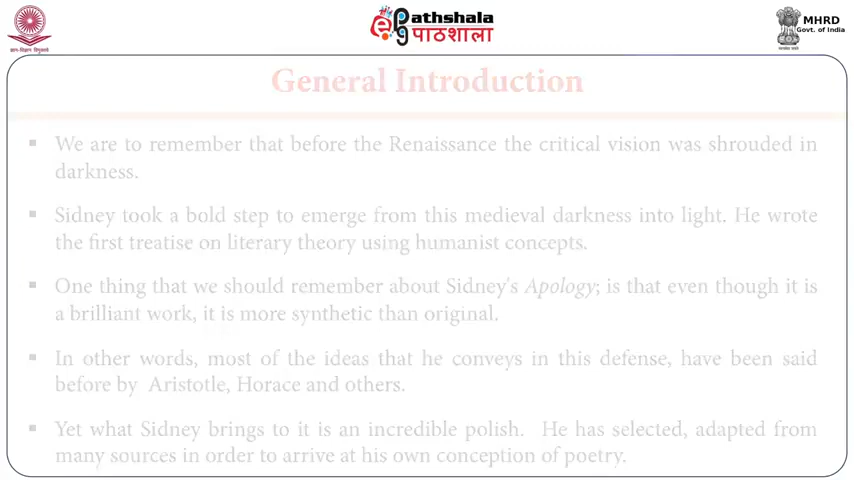 Pathshala
पाठशाला
MHRD
Govt. of India
General Introduction
▪ We are to remember that before the Renaissance the critical vision was shrouded in
darkness.
▪ Sidney took a bold step to emerge from this medieval darkness into light. He wrote
the first treatise on literary theory using humanist concepts.
▪ One thing that we should remember about Sidney's Apology; is that even though it is
a brilliant work, it is more synthetic than original.
▪ In other words, most of the ideas that he conveys in this defense, have been said
before by Aristotle, Horace and others.
▪ Yet what Sidney brings to it is an incredible polish. He has selected, adapted from
many sources in order to arrive at his own conception of poetry.